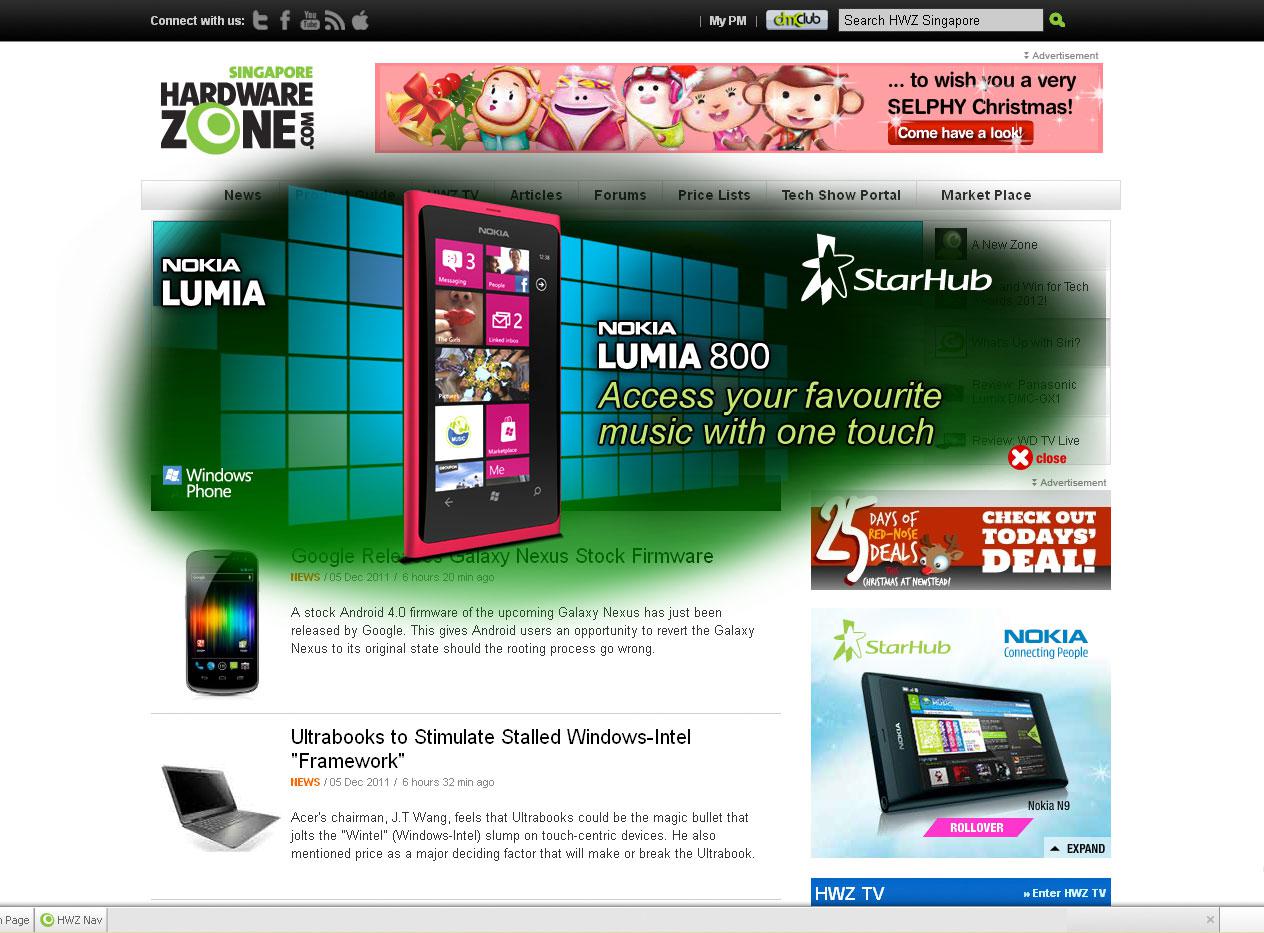 Connect with us:
You
Tube
| My PM |
dmClub
Search HWZ Singapore
Advertisement
SINGAPORE
HARDWARE
ZONE.COM
... to wish you a very
SELPHY Christmas!
Come have a look!
News
Product Guide
HWZ TV
Articles
Forums
Price Lists
Tech Show Portal
Market Place
NOKIA
LUMIA
StarHub
NOKIA
LUMIA 800
Access your favourite
music with one touch
Windows
Phone
NOKIA
12:38
3
Messaging
People
The Girls
2
Linked inbox
Pictures
MUSIC
Marketplace
GROUPON
Me
A New Zone
and Win for Tech
2012!
What's Up with Siri?
Review: Panasonic
Lumix DMC-GX1
Review: WD TV Live
close
Advertisement
25 DAYS OF
RED-NOSE
DEALS
THIS
CHRISTMAS AT NEWSTEAD!
CHECK OUT
TODAYS'
DEAL!
Google Releases Galaxy Nexus Stock Firmware
NEWS / 05 Dec 2011 / 6 hours 20 min ago
A stock Android 4.0 firmware of the upcoming Galaxy Nexus has just been
released by Google. This gives Android users an opportunity to revert the Galaxy
Nexus to its original state should the rooting process go wrong.
StarHub
NOKIA
Connecting People
NOKIA
Nokia N9
ROLLOVER
EXPAND
Ultrabooks to Stimulate Stalled Windows-Intel
"Framework"
NEWS / 05 Dec 2011 / 6 hours 32 min ago
Acer's chairman, J.T Wang, feels that Ultrabooks could be the magic bullet that
jolts the "Wintel" (Windows-Intel) slump on touch-centric devices. He also
mentioned price as a major deciding factor that will make or break the Ultrabook.
HWZ TV
» Enter HWZ TV
Page
HWZ Nav